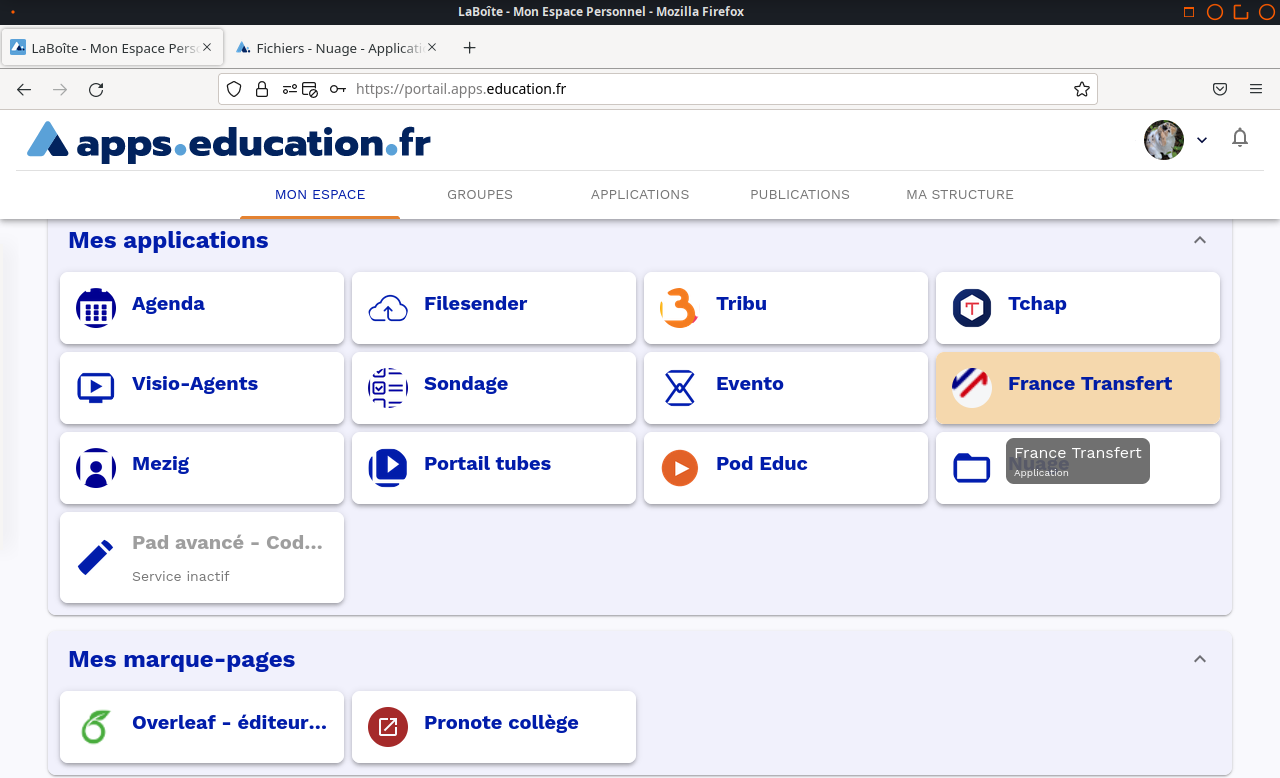 LaBoîte - Mon Espace Personnel - Mozilla Firefox
LaBoîte - Mon Espace Pers
Fichiers - Nuage - Applicati
https://portail.apps.education.fr
apps.education.fr
MON ESPACE
GROUPES
APPLICATIONS
PUBLICATIONS
MA STRUCTURE
Mes applications
Agenda
Filesender
Tribu
Tchap
Visio-Agents
Sondage
Evento
France Transfert
Mezig
Portail tubes
Pod Educ
Nuage
France Transfert
Application
Pad avancé - Cod...
Service inactif
Mes marque-pages
Overleaf - éditeur...
Pronote collège